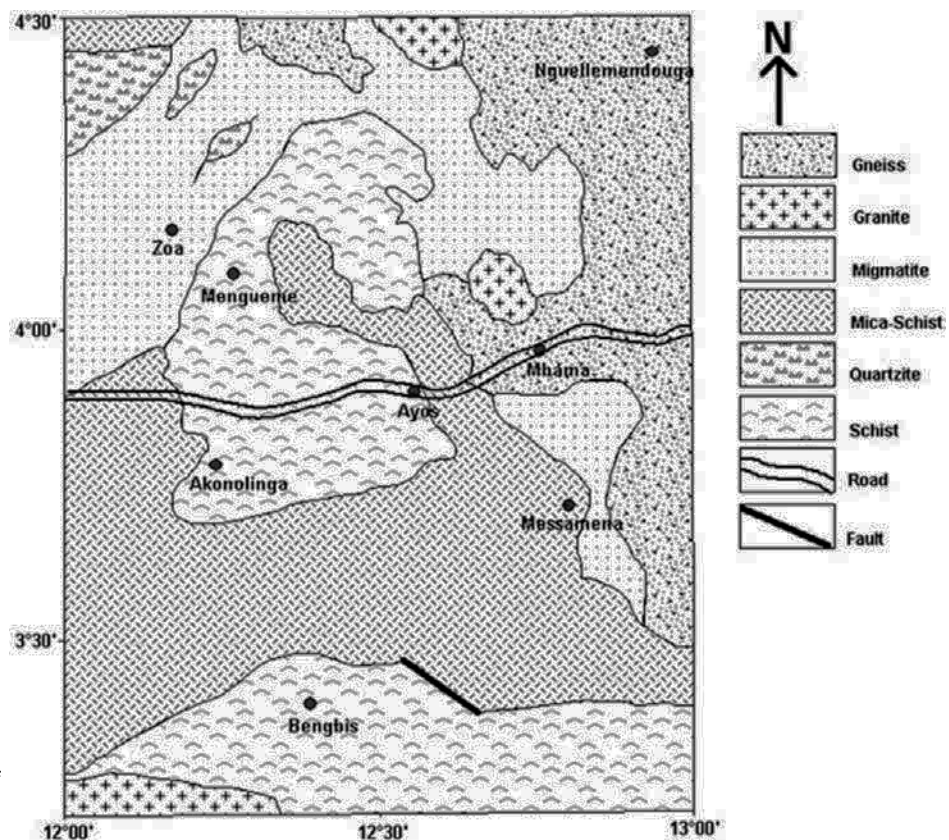 4°30'
N
Nguellemendouga
Gneiss
Granite
Zoa
Migmatite
Mengueme
4°00'
Mica-Schist
Mhama
Quartzite
Ayos
Schist
Akonolinga
Road
Messamena
Fault
3°30
Bengbis
12°00'
12°30'
13°00'